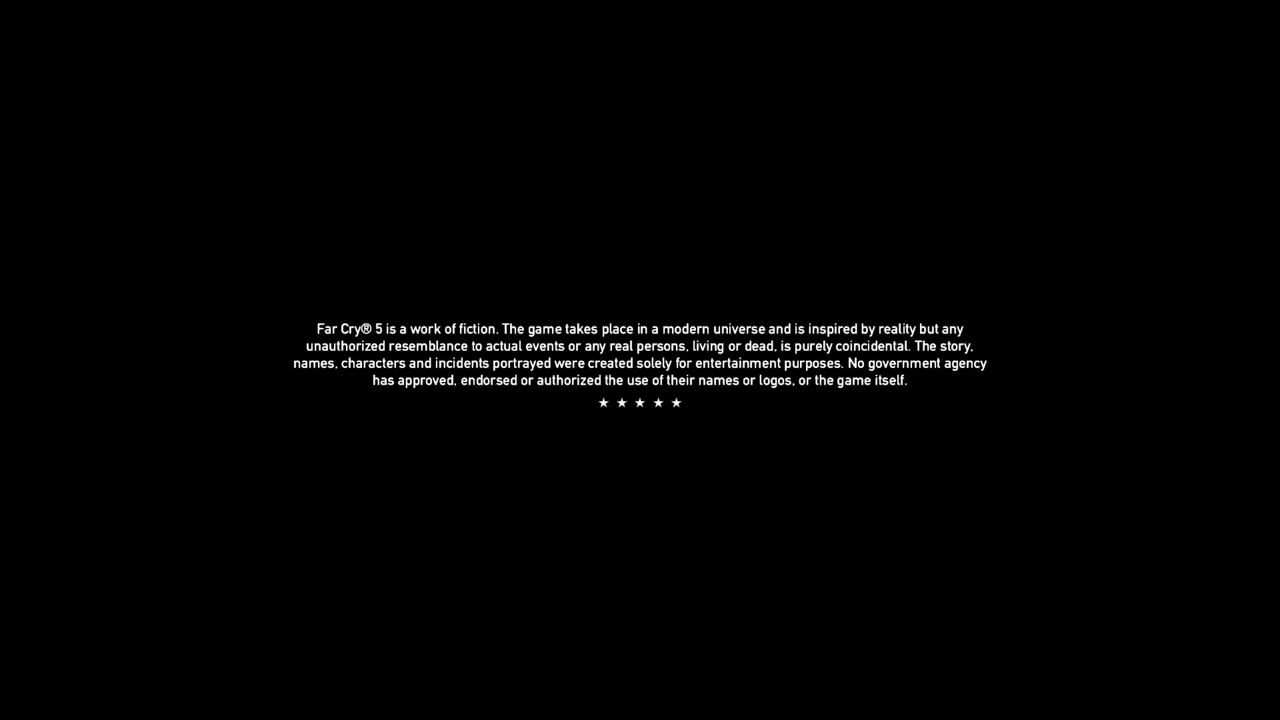 Far Cry® 5 is a work of fiction. The game takes place in a modern universe and is inspired by reality but any
unauthorized resemblance to actual events or any real persons, living or dead, is purely coincidental. The story,
names, characters and incidents portrayed were created solely for entertainment purposes. No government agency
has approved, endorsed or authorized the use of their names or logos, or the game itself.
★ ★ ★ ★ ★